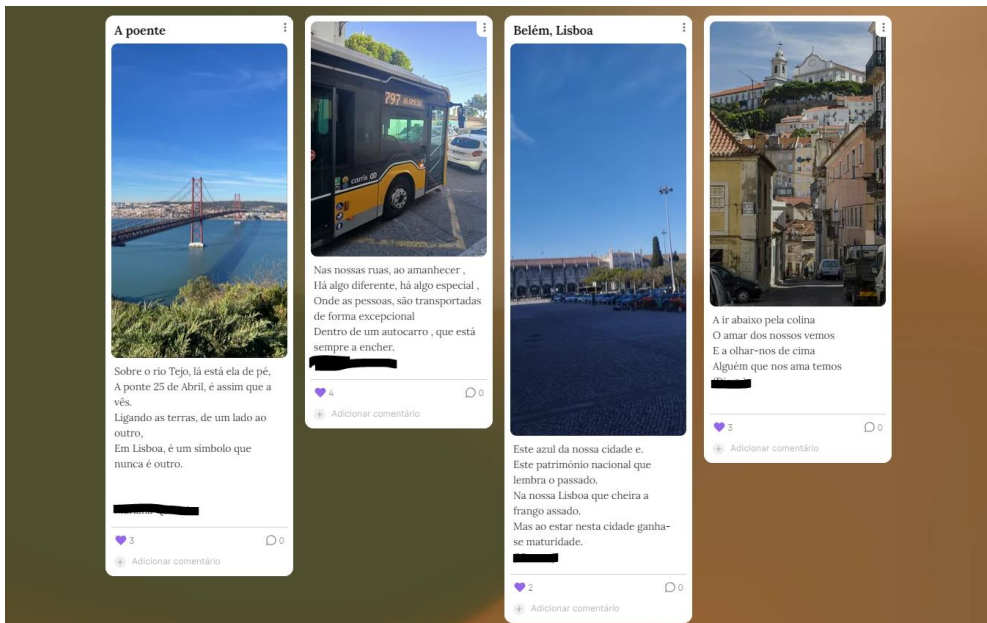 A poente
Sobre o rio Tejo, lá está ela de pé,
A ponte 25 de Abril, é assim que a
vês.
Ligando as terras, de um lado ao
outro,
Em Lisboa, é um símbolo que
nunca é outro.
3
0
Adicionar comentário
797
carris
Nas nossas ruas, ao amanhecer ,
Há algo diferente, há algo especial ,
Onde as pessoas, são transportadas
de forma excepcional
Dentro de um autocarro , que está
sempre a encher.
4
0
Adicionar comentário
Belém, Lisboa
Este azul da nossa cidade e.
Este património nacional que
lembra o passado.
Na nossa Lisboa que cheira a
frango assado.
Mas ao estar nesta cidade ganha-
se maturidade.
2
0
Adicionar comentário
A ir abaixo pela colina
O amar dos nossos vemos
E a olhar-nos de cima
Alguém que nos ama temos
3
0
Adicionar comentário